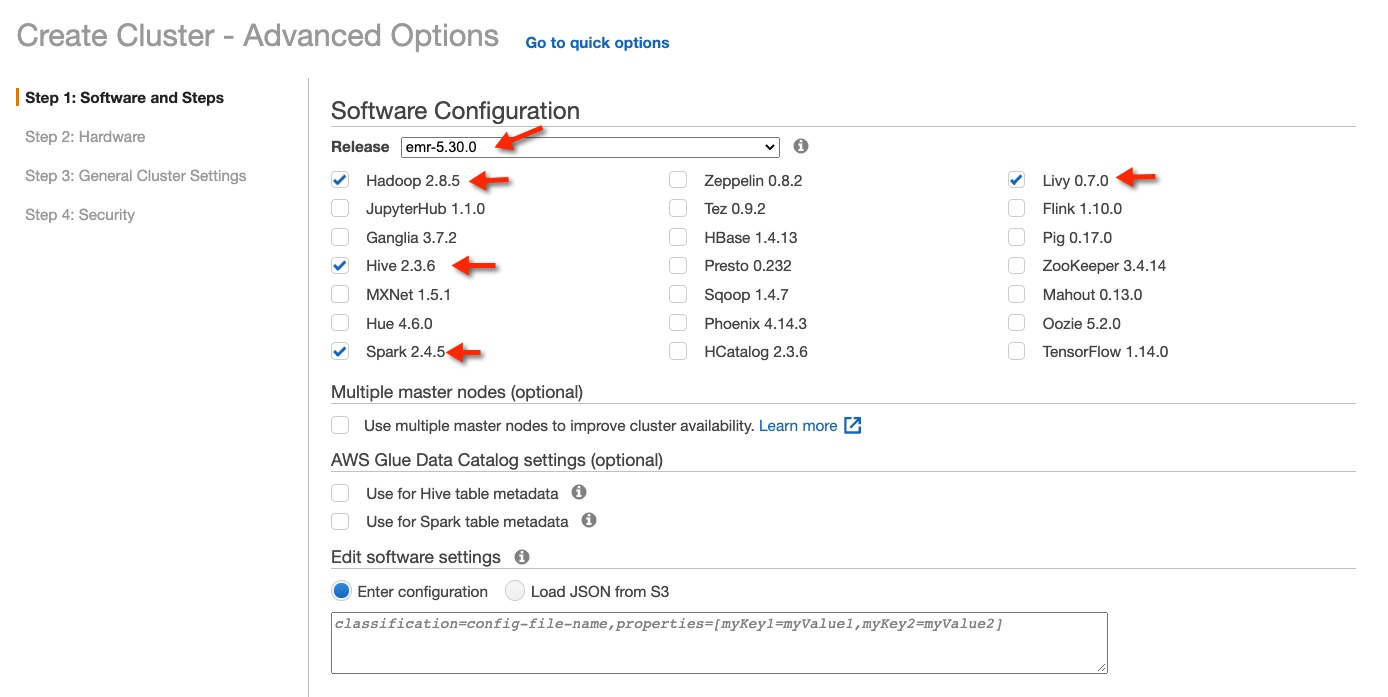 Create Cluster - Advanced Options Go to quick options
Step 1: Software and Steps
Step 2: Hardware
Step 3: General Cluster Settings
Step 4: Security
Software Configuration
Release emr-5.30.0
Hadoop 2.8.5 Zeppelin 0.8.2 Livy 0.7.0
JupyterHub 1.1.0 Tez 0.9.2 Flink 1.10.0
Ganglia 3.7.2 HBase 1.4.13 Pig 0.17.0
Hive 2.3.6 Presto 0.232 ZooKeeper 3.4.14
MXNet 1.5.1 Sqoop 1.4.7 Mahout 0.13.0
Hue 4.6.0 Phoenix 4.14.3 Oozie 5.2.0
Spark 2.4.5 HCatalog 2.3.6 TensorFlow 1.14.0
Multiple master nodes (optional)
Use multiple master nodes to improve cluster availability. Learn more
AWS Glue Data Catalog settings (optional)
Use for Hive table metadata
Use for Spark table metadata
Edit software settings
Enter configuration Load JSON from S3
classification=config-file-name,properties=[myKey1=myValue1,myKey2=myValue2]